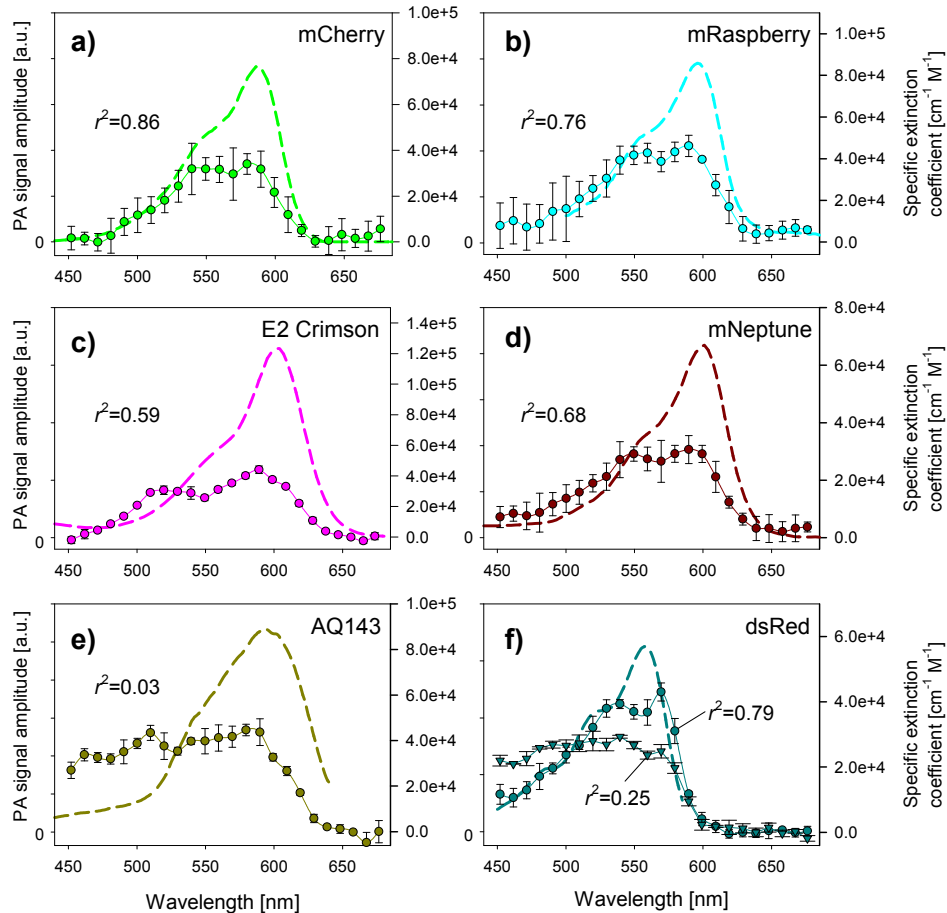 a) mCherry
r²=0.86
PA signal amplitude [a.u.]
0
1.0e+5
8.0e+4
6.0e+4
4.0e+4
2.0e+4
0.0
450 500 550 600 650
b) mRaspberry
r²=0.76
0
1.0e+5
8.0e+4
6.0e+4
4.0e+4
2.0e+4
0.0
Specific extinction
coefficient [cm⁻¹ M⁻¹]
450 500 550 600 650
c) E2 Crimson
r²=0.59
PA signal amplitude [a.u.]
0
1.4e+5
1.2e+5
1.0e+5
8.0e+4
6.0e+4
4.0e+4
2.0e+4
0.0
450 500 550 600 650
d) mNeptune
r²=0.68
0
8.0e+4
6.0e+4
4.0e+4
2.0e+4
0.0
Specific extinction
coefficient [cm⁻¹ M⁻¹]
450 500 550 600 650
e) AQ143
r²=0.03
PA signal amplitude [a.u.]
0
1.0e+5
8.0e+4
6.0e+4
4.0e+4
2.0e+4
0.0
450 500 550 600 650
Wavelength [nm]
f) dsRed
r²=0.79
r²=0.25
0
6.0e+4
4.0e+4
2.0e+4
0.0
Specific extinction
coefficient [cm⁻¹ M⁻¹]
450 500 550 600 650
Wavelength [nm]